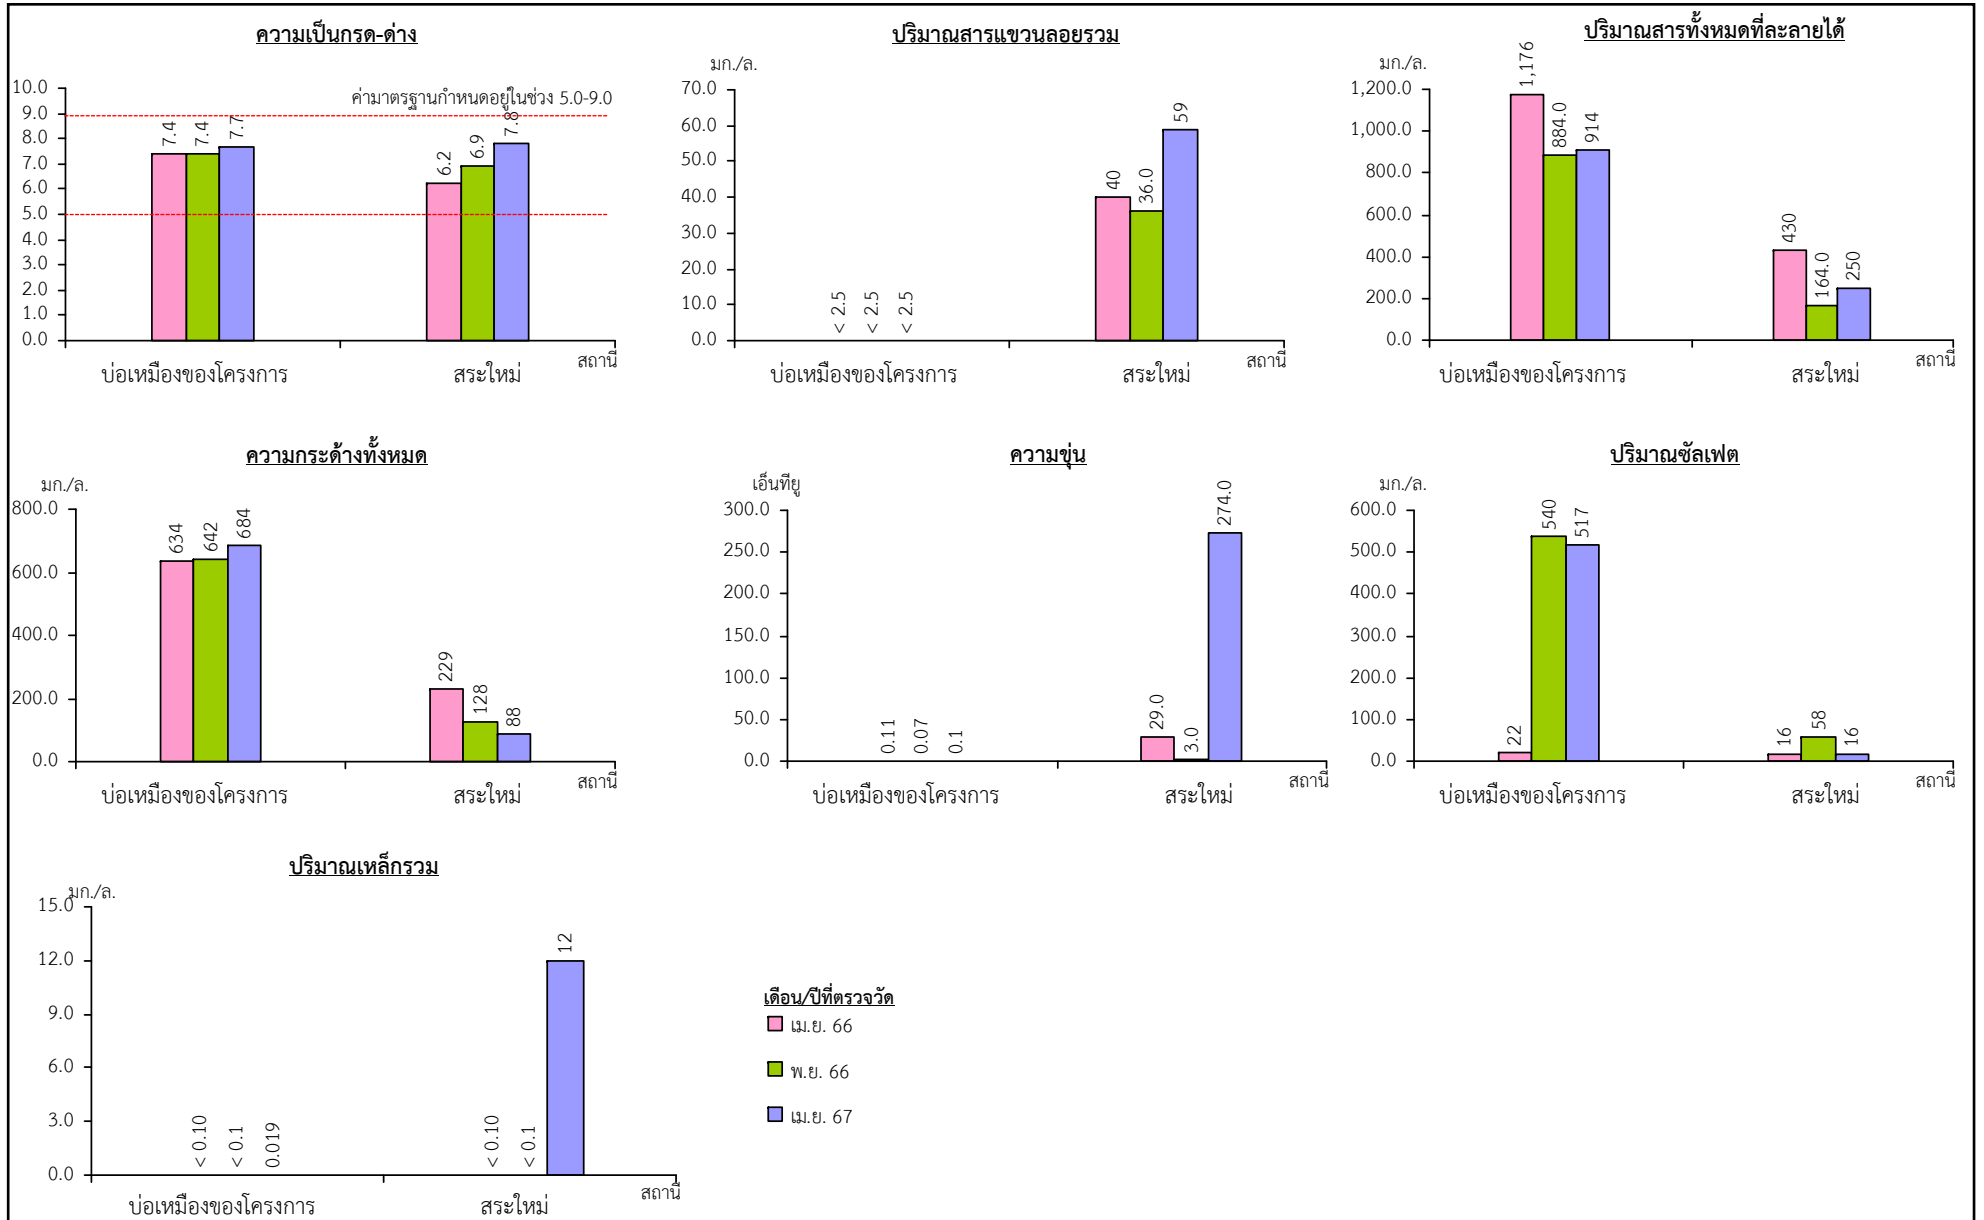 ความเป็นกรด-ด่าง
10.0
9.0
8.0
7.0
6.0
5.0
4.0
3.0
2.0
1.0
0.0
ค่ามาตรฐานกำหนดอยู่ในช่วง 5.0-9.0
7.4
7.4
7.7
6.2
6.9
7.8
บ่อเหมืองของโครงการ
สระใหม่
สถานี
ปริมาณสารแขวนลอยรวม
มก./ล.
70.0
60.0
50.0
40.0
30.0
20.0
10.0
0.0
< 2.5
< 2.5
< 2.5
40
36.0
59
บ่อเหมืองของโครงการ
สระใหม่
สถานี
ปริมาณสารทั้งหมดที่ละลายได้
มก./ล.
1,200.0
1,000.0
800.0
600.0
400.0
200.0
0.0
1,176
884.0
914
430
164.0
250
บ่อเหมืองของโครงการ
สระใหม่
สถานี
ความกระด้างทั้งหมด
มก./ล.
800.0
600.0
400.0
200.0
0.0
634
642
684
229
128
88
บ่อเหมืองของโครงการ
สระใหม่
สถานี
ความขุ่น
เอ็นทียู
300.0
250.0
200.0
150.0
100.0
50.0
0.0
0.11
0.07
0.1
29.0
3.0
274.0
บ่อเหมืองของโครงการ
สระใหม่
สถานี
ปริมาณซัลเฟต
มก./ล.
600.0
500.0
400.0
300.0
200.0
100.0
0.0
22
540
517
16
58
16
บ่อเหมืองของโครงการ
สระใหม่
สถานี
ปริมาณเหล็กรวม
มก./ล.
15.0
12.0
9.0
6.0
3.0
0.0
< 0.10
< 0.1
0.019
< 0.10
< 0.1
12
บ่อเหมืองของโครงการ
สระใหม่
สถานี
เดือน/ปีที่ตรวจวัด
เม.ย. 66
พ.ย. 66
เม.ย. 67